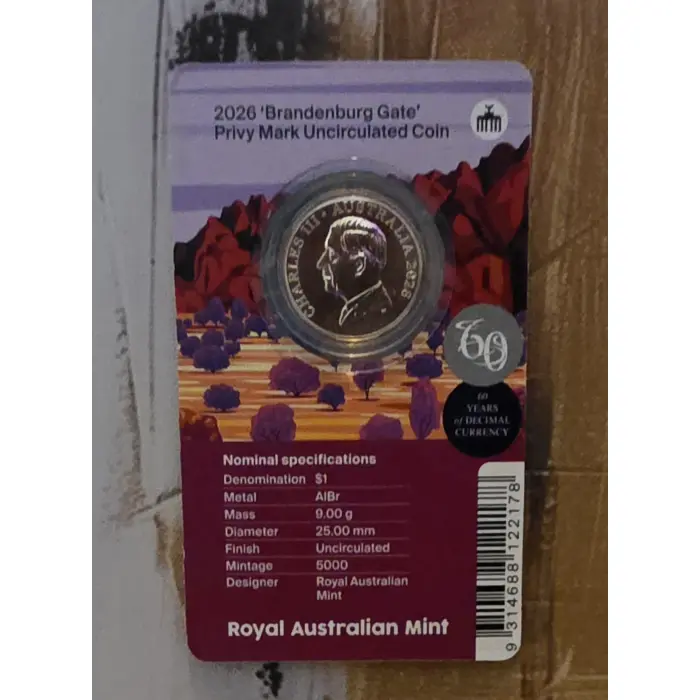 2026 'Brandenburg Gate'
Privy Mark Uncirculated Coin
CHARLES III • AUSTRALIA 2026
60
60
YEARS
of DECIMAL
CURRENCY
Nominal specifications
Denomination $1
Metal AlBr
Mass 9.00 g
Diameter 25.00 mm
Finish Uncirculated
Mintage 5000
Designer Royal Australian
Mint
Royal Australian Mint
9 314688 122178